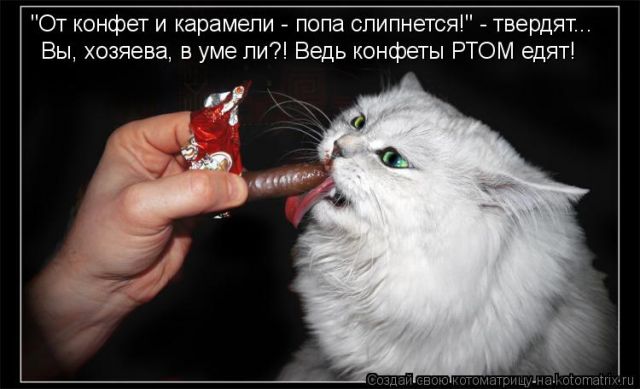 "От конфет и карамели - попа слипнется!" - твердят...
Вы, хозяева, в уме ли?! Ведь конфеты РТОМ едят!
Создай свою котоматрицу на kotomatrix.ru